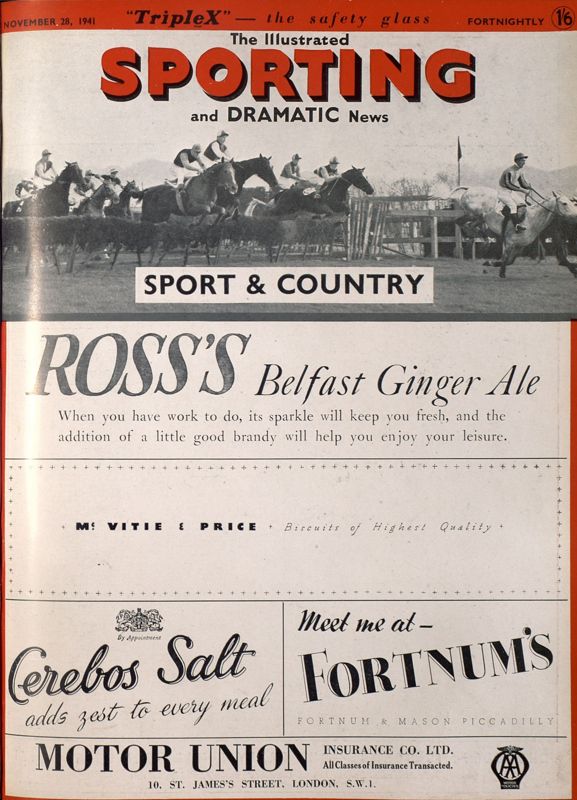 NOVEMBER 28, 1941 "TripleX" — the safety glass FORTNIGHTLY 1/6
The Illustrated
SPORTING
and DRAMATIC News
SPORT & COUNTRY
ROSS'S Belfast Ginger Ale
When you have work to do, its sparkle will keep you fresh, and the
addition of a little good brandy will help you enjoy your leisure.
Mc VITIE & PRICE + Biscuits of Highest Quality +
By Appointment
Cerebos Salt
adds zest to every meal
Meet me at —
FORTNUM'S
FORTNUM & MASON PICCADILLY
MOTOR UNION INSURANCE CO. LTD.
All Classes of Insurance Transacted.
10, ST. JAMES'S STREET, LONDON, S.W.1.
AA